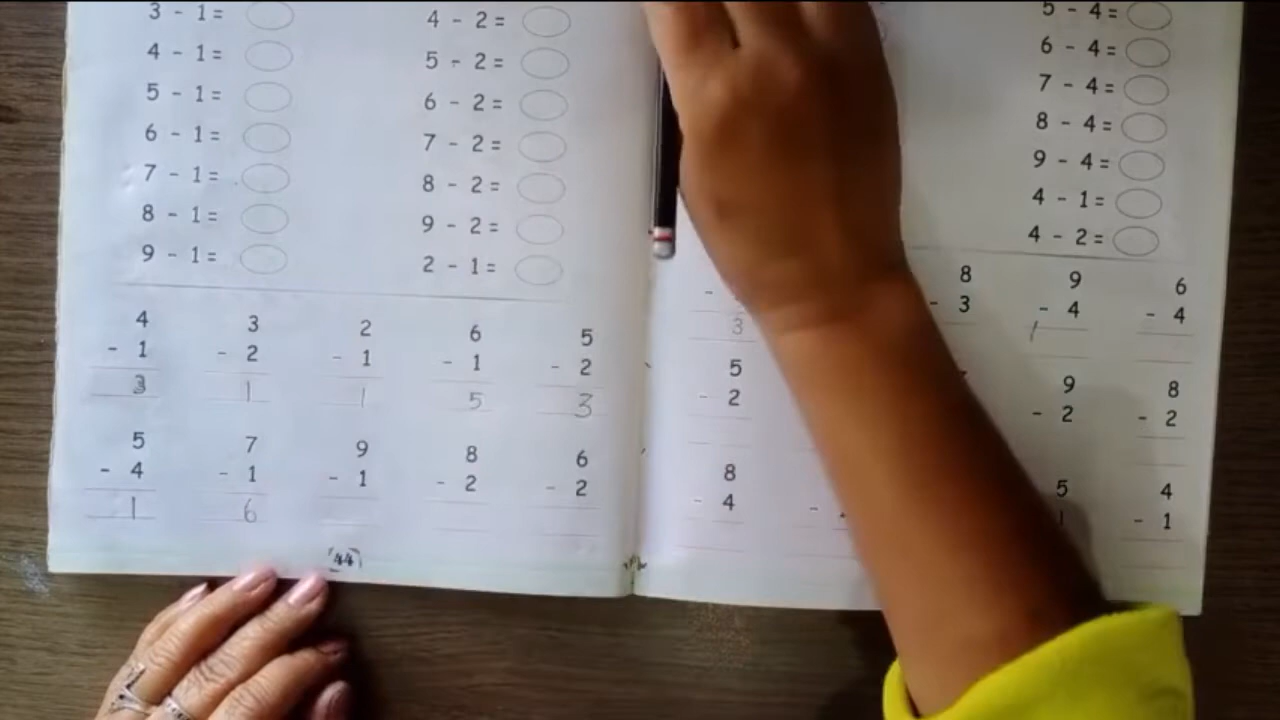 3 - 1 =
4 - 1 =
5 - 1 =
6 - 1 =
7 - 1 =
8 - 1 =
9 - 1 =
4 - 2 =
5 - 2 =
6 - 2 =
7 - 2 =
8 - 2 =
9 - 2 =
2 - 1 =
4 3 2 6 5
- 1 - 2 - 1 - 1 - 2
3 1 1 5 3
5 7 9 8 6
- 4 - 1 - 1 - 2 - 2
1 6
44
5 - 4 =
6 - 4 =
7 - 4 =
8 - 4 =
9 - 4 =
4 - 1 =
4 - 2 =
8 9 6
- - 3 - 4 - 4
3 1
5 9 8
- 2 - 2 - 2
8 5 4
- 4 - 1 - 1